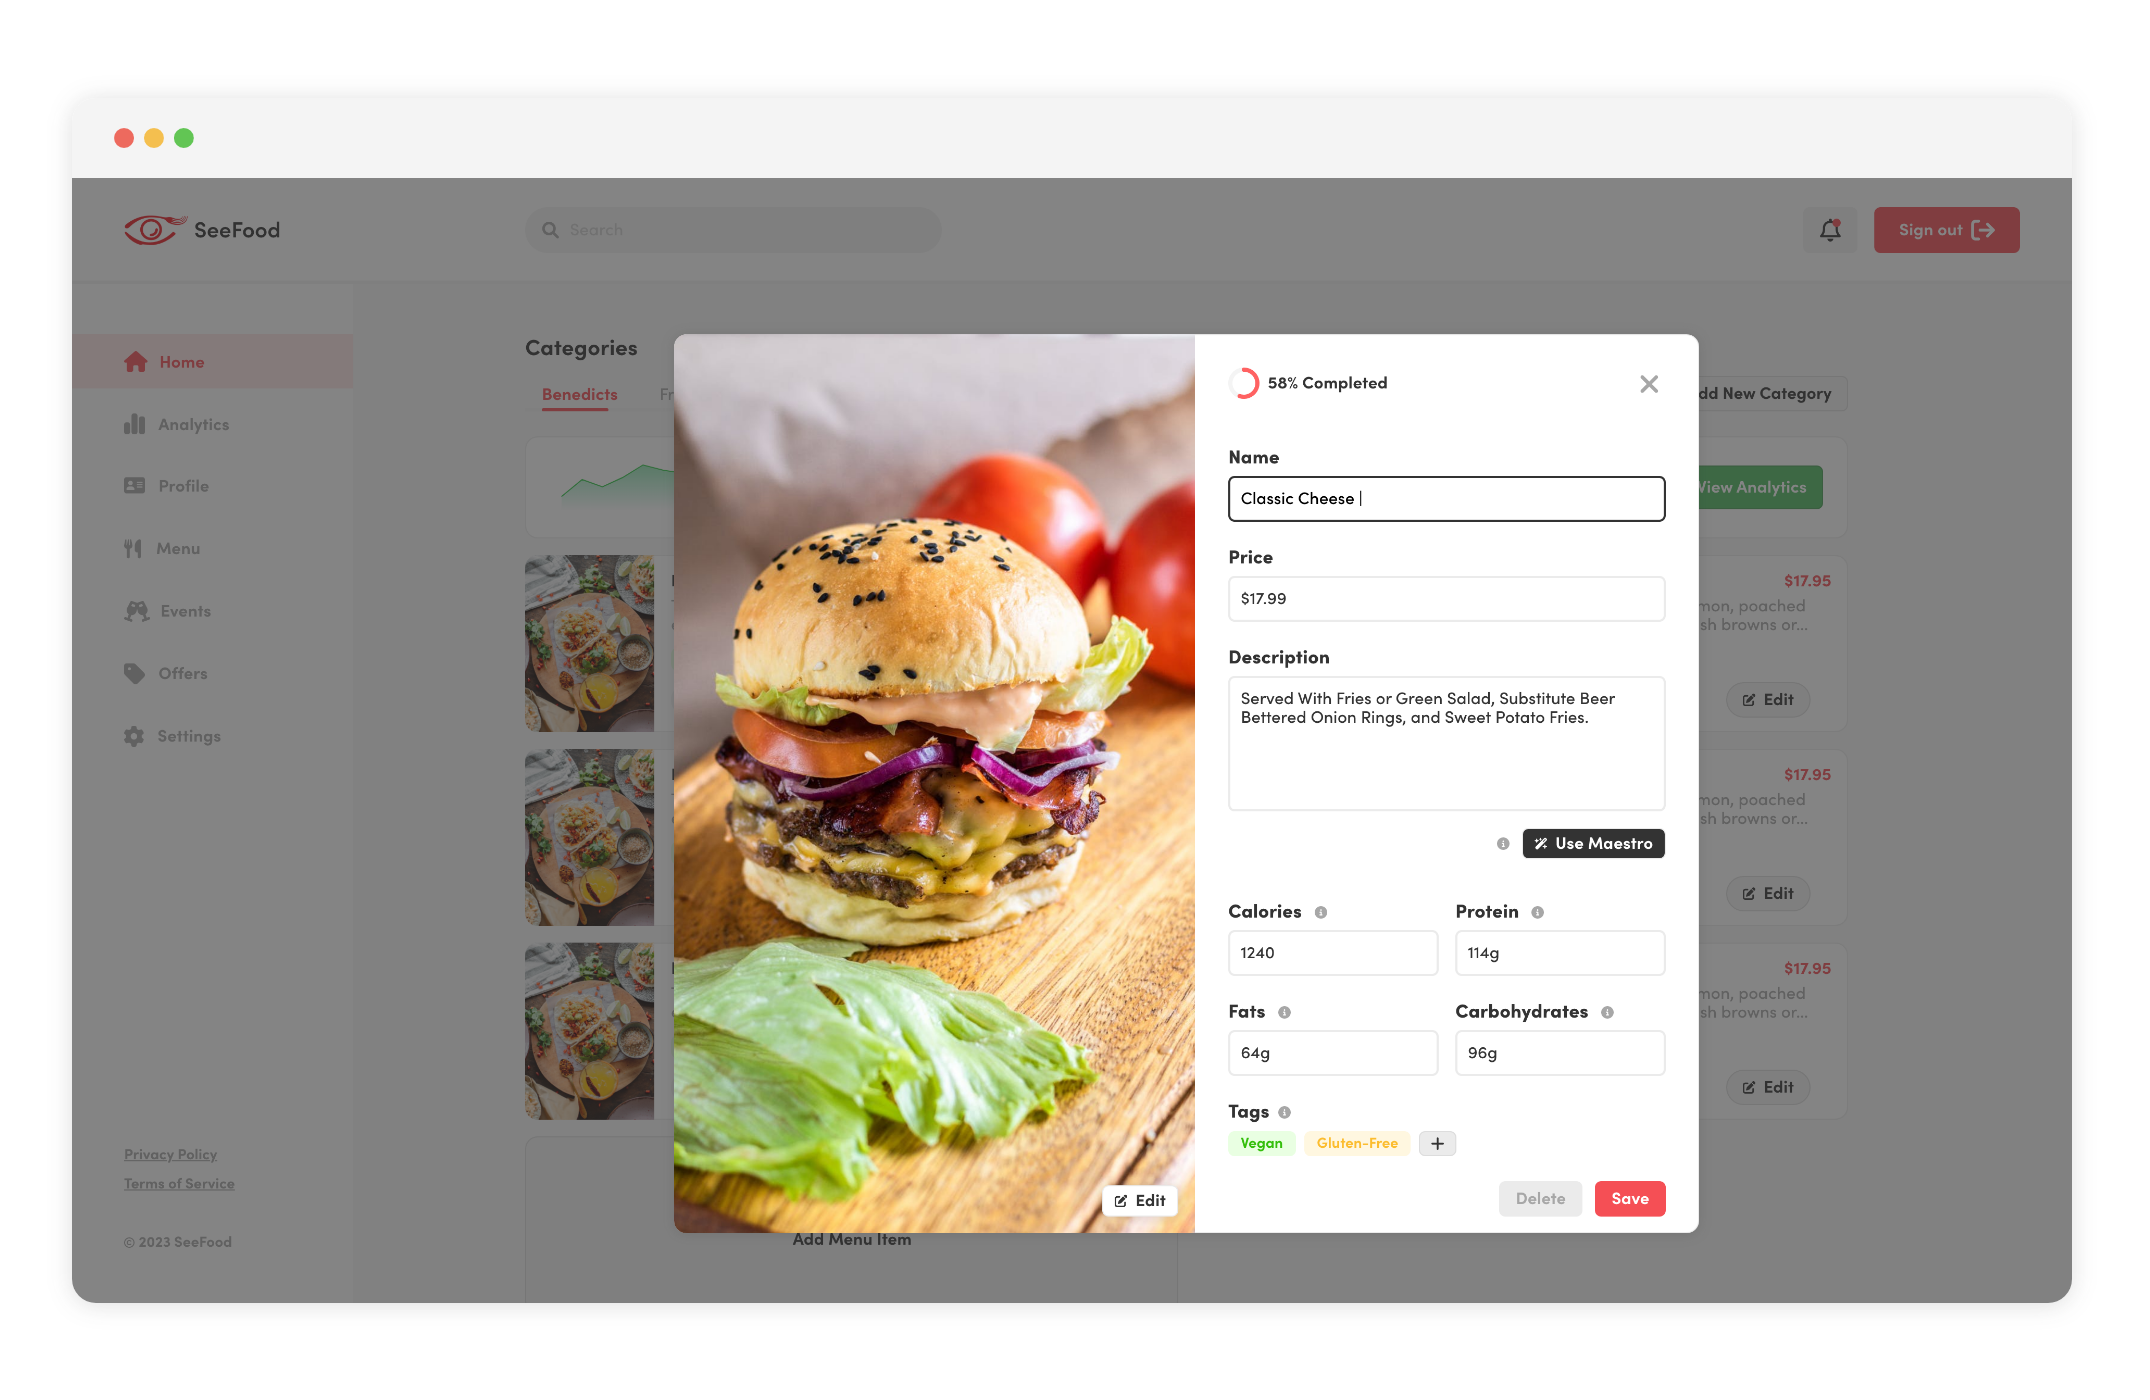 SeeFood
Search
Sign out
Home
Analytics
Profile
Menu
Events
Offers
Settings
Privacy Policy
Terms of Service
© 2023 SeeFood
Categories
Benedicts
Fr
dd New Category
View Analytics
$17.95
mon, poached
sh browns or...
Edit
$17.95
mon, poached
sh browns or...
Edit
$17.95
mon, poached
sh browns or...
Edit
Add Menu Item
Edit
58% Completed
Name
Classic Cheese
Price
$17.99
Description
Served With Fries or Green Salad, Substitute Beer
Bettered Onion Rings, and Sweet Potato Fries.
Use Maestro
Calories
Protein
1240
114g
Fats
Carbohydrates
64g
96g
Tags
Vegan
Gluten-Free
Delete
Save